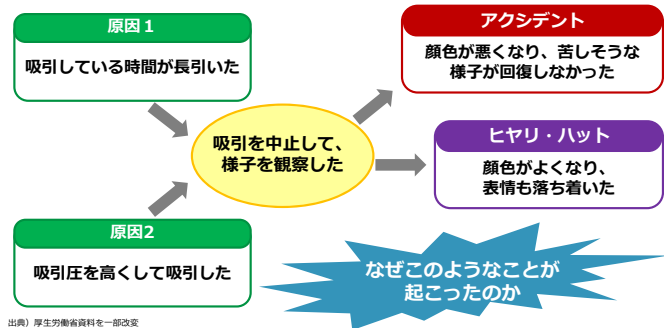 原因１
吸引している時間が長引いた
アクシデント
顔色が悪くなり、苦しそうな
様子が回復しなかった
吸引を中止して、
様子を観察した
ヒヤリ・ハット
顔色がよくなり、
表情も落ち着いた
原因2
吸引圧を高くして吸引した
なぜこのようなことが
起こったのか
出典）厚生労働省資料を一部改変